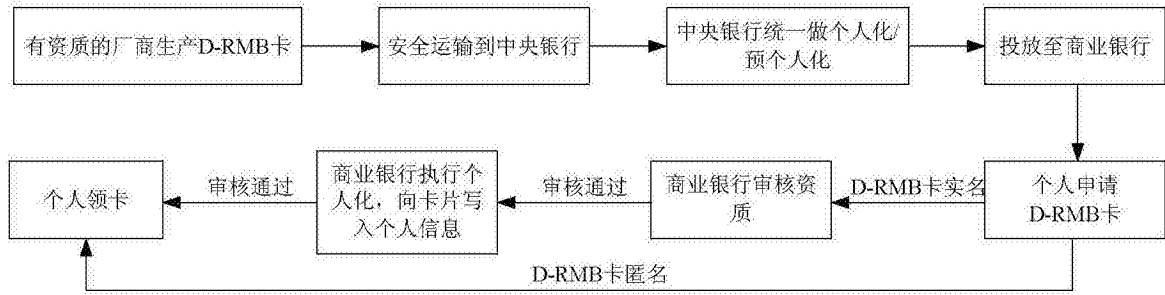 有资质的厂商生产D-RMB卡
安全运输到中央银行
中央银行统一做个人化/
预个人化
投放至商业银行
个人申请
D-RMB卡
D-RMB卡实名
商业银行审核资
质
审核通过
商业银行执行个
人化，向卡片写
入个人信息
审核通过
个人领卡
D-RMB卡匿名